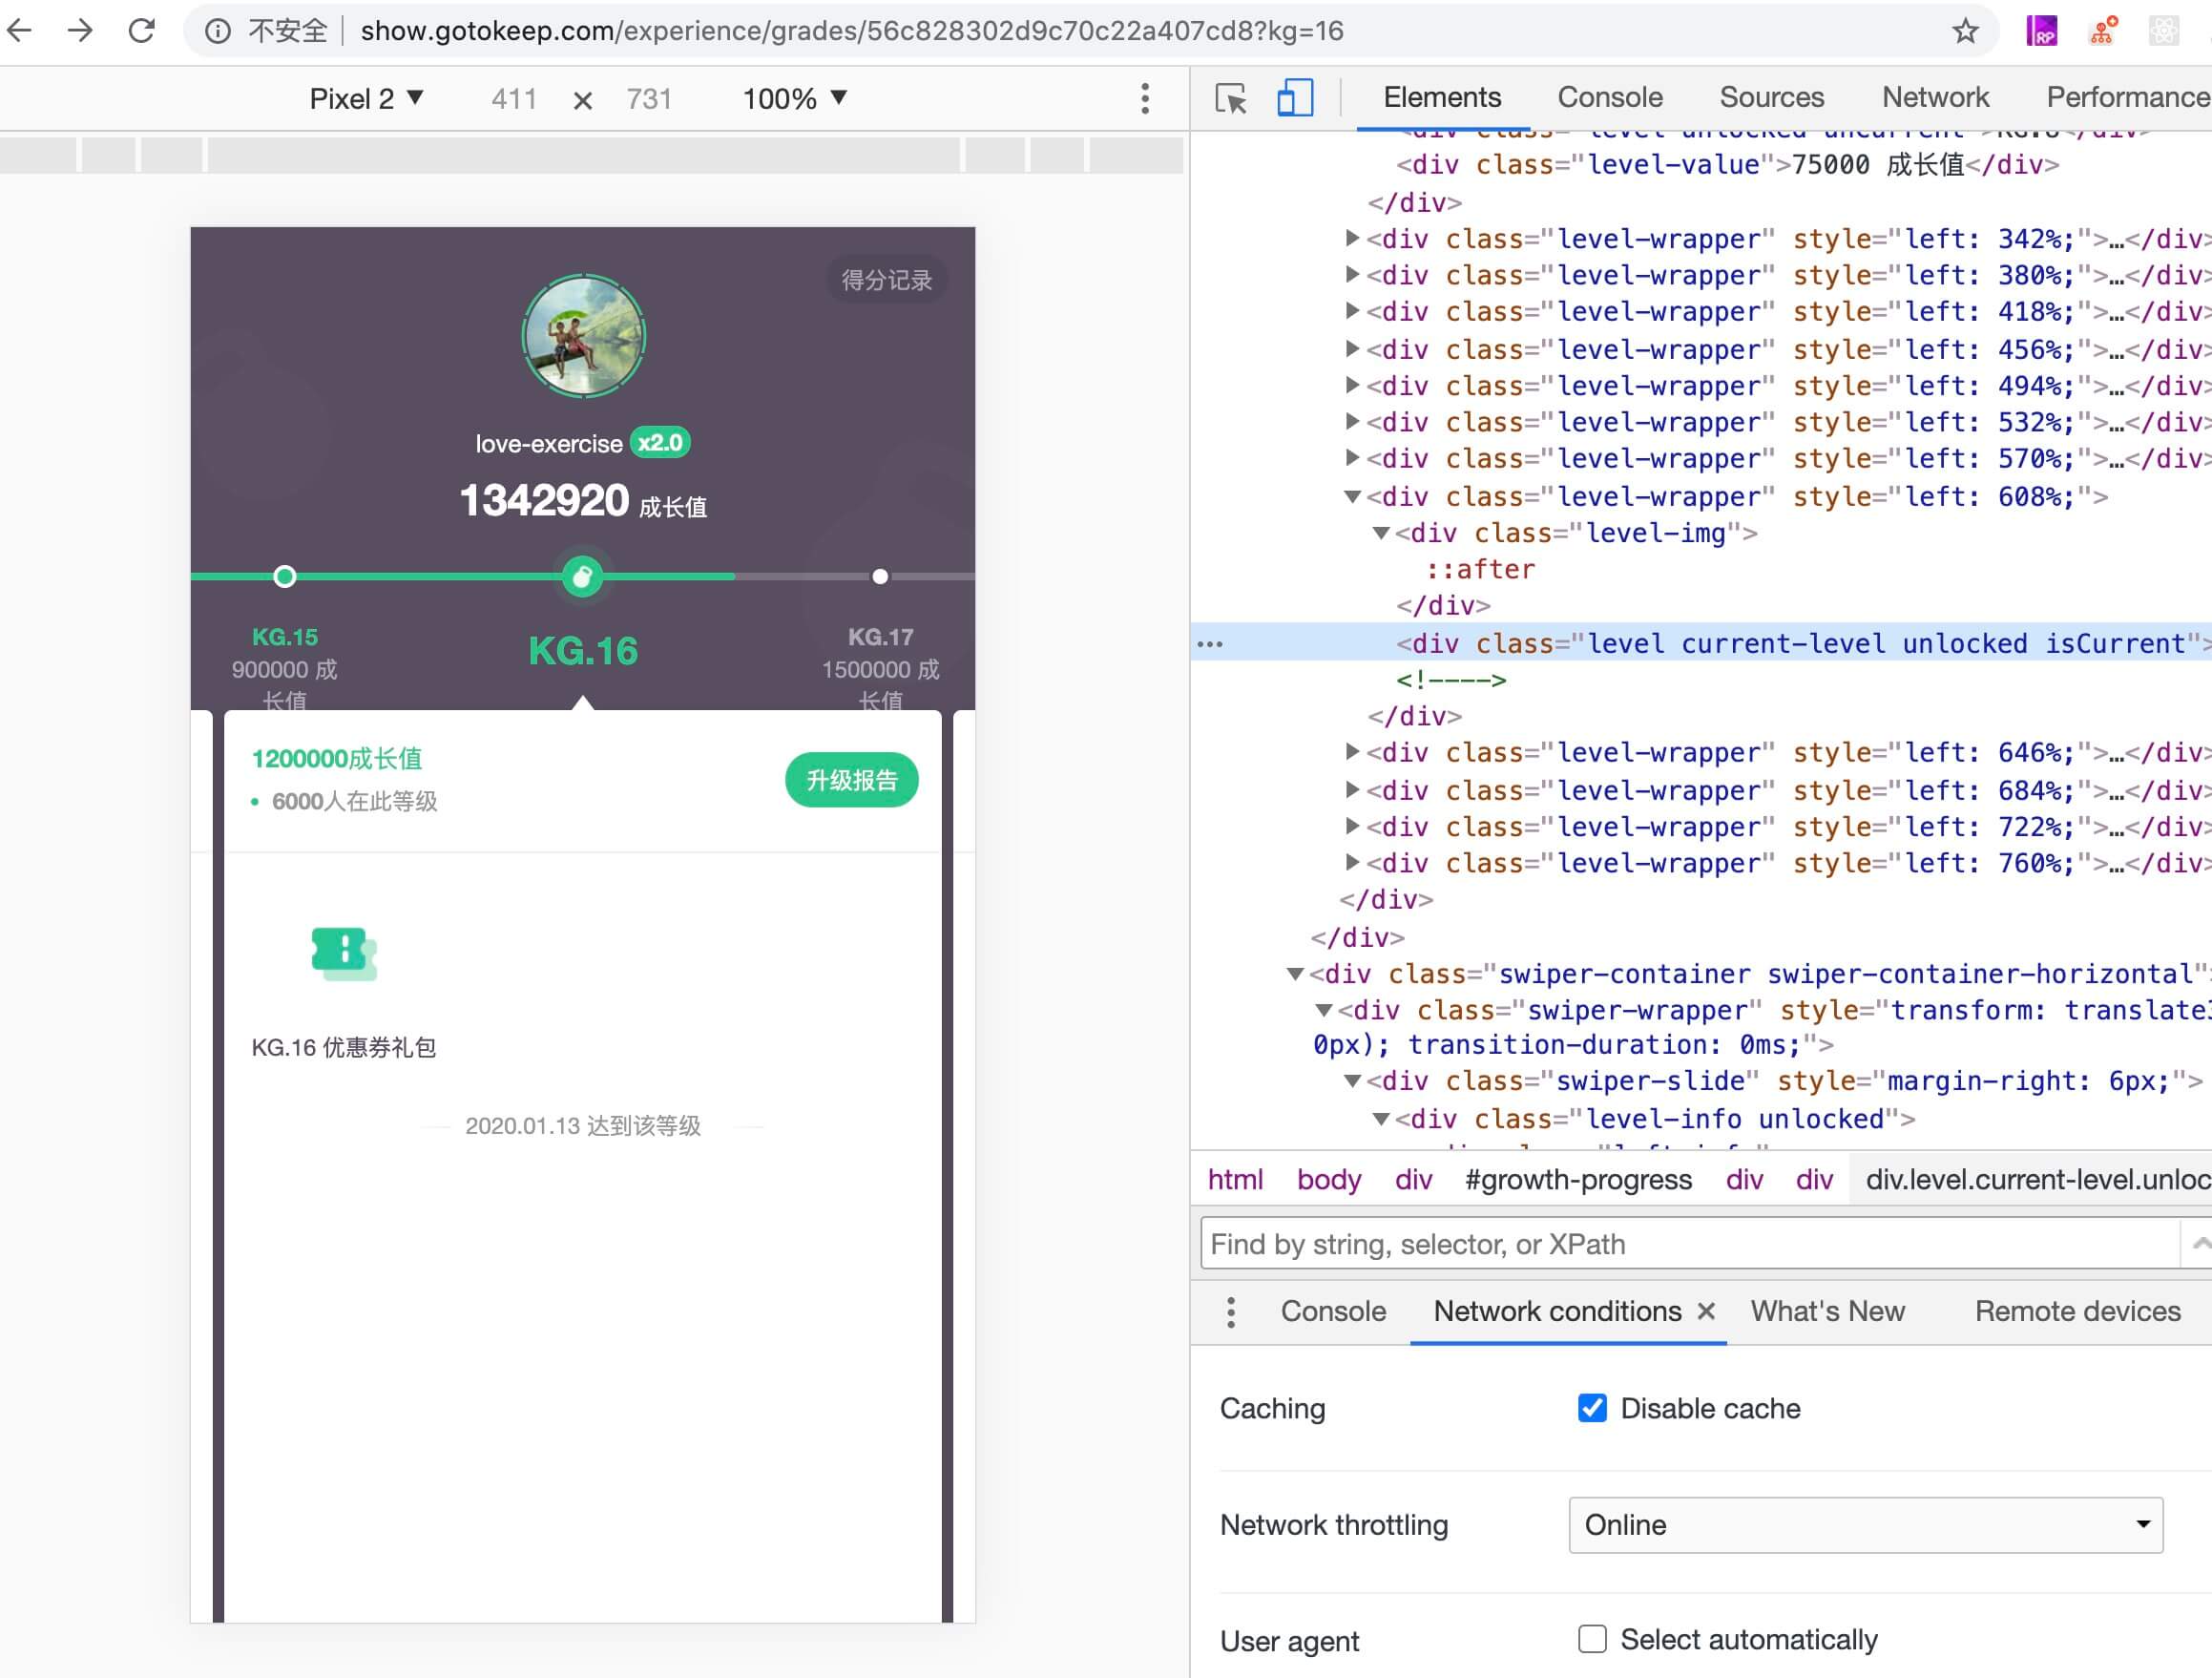 不安全 show.gotokeep.com/experience/grades/56c828302d9c70c22a407cd8?kg=16
Pixel 2 411 × 731 100%
得分记录
love-exercise x2.0
1342920 成长值
KG.15
900000 成
长值
KG.16
KG.17
1500000 成
长值
1200000成长值
6000人在此等级
升级报告
KG.16 优惠券礼包
2020.01.13 达到该等级
Elements Console Sources Network Performance
<div class="level-value">75000 成长值</div>
</div>
<div class="level-wrapper" style="left: 342%;">…</div>
<div class="level-wrapper" style="left: 380%;">…</div>
<div class="level-wrapper" style="left: 418%;">…</div>
<div class="level-wrapper" style="left: 456%;">…</div>
<div class="level-wrapper" style="left: 494%;">…</div>
<div class="level-wrapper" style="left: 532%;">…</div>
<div class="level-wrapper" style="left: 570%;">…</div>
<div class="level-wrapper" style="left: 608%;">
<div class="level-img">
::after
</div>
<div class="level current-level unlocked isCurrent">
<!---->
</div>
<div class="level-wrapper" style="left: 646%;">…</div>
<div class="level-wrapper" style="left: 684%;">…</div>
<div class="level-wrapper" style="left: 722%;">…</div>
<div class="level-wrapper" style="left: 760%;">…</div>
</div>
</div>
<div class="swiper-container swiper-container-horizontal"
<div class="swiper-wrapper" style="transform: translate
0px); transition-duration: 0ms;">
<div class="swiper-slide" style="margin-right: 6px;">
<div class="level-info unlocked">
html body div #growth-progress div div div.level.current-level.unloc
Find by string, selector, or XPath
Console Network conditions × What's New Remote devices
Caching Disable cache
Network throttling Online
User agent Select automatically